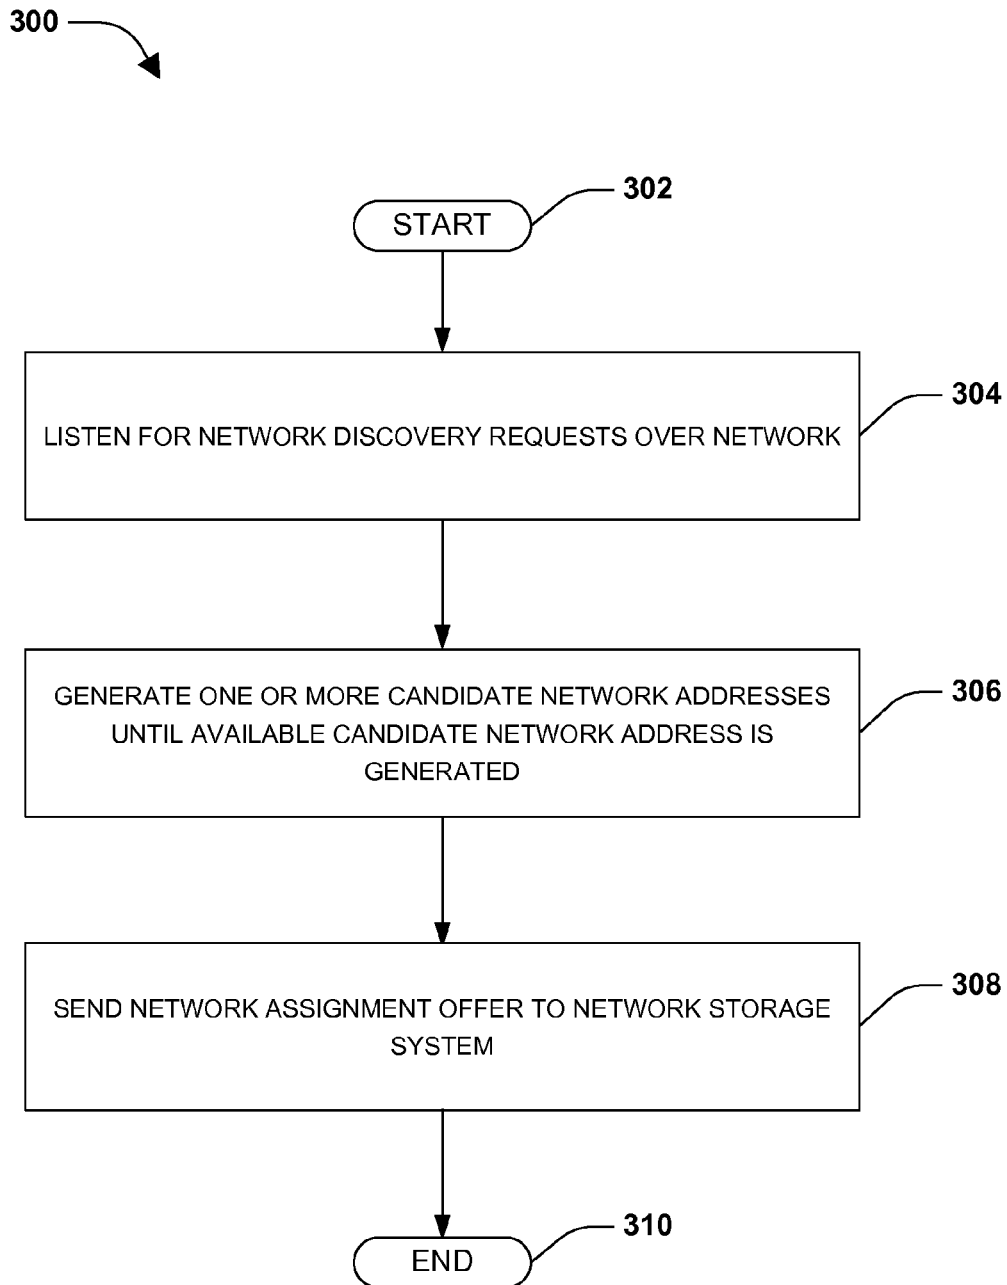 300
302
START
304
LISTEN FOR NETWORK DISCOVERY REQUESTS OVER NETWORK
306
GENERATE ONE OR MORE CANDIDATE NETWORK ADDRESSES
UNTIL AVAILABLE CANDIDATE NETWORK ADDRESS IS
GENERATED
308
SEND NETWORK ASSIGNMENT OFFER TO NETWORK STORAGE
SYSTEM
310
END